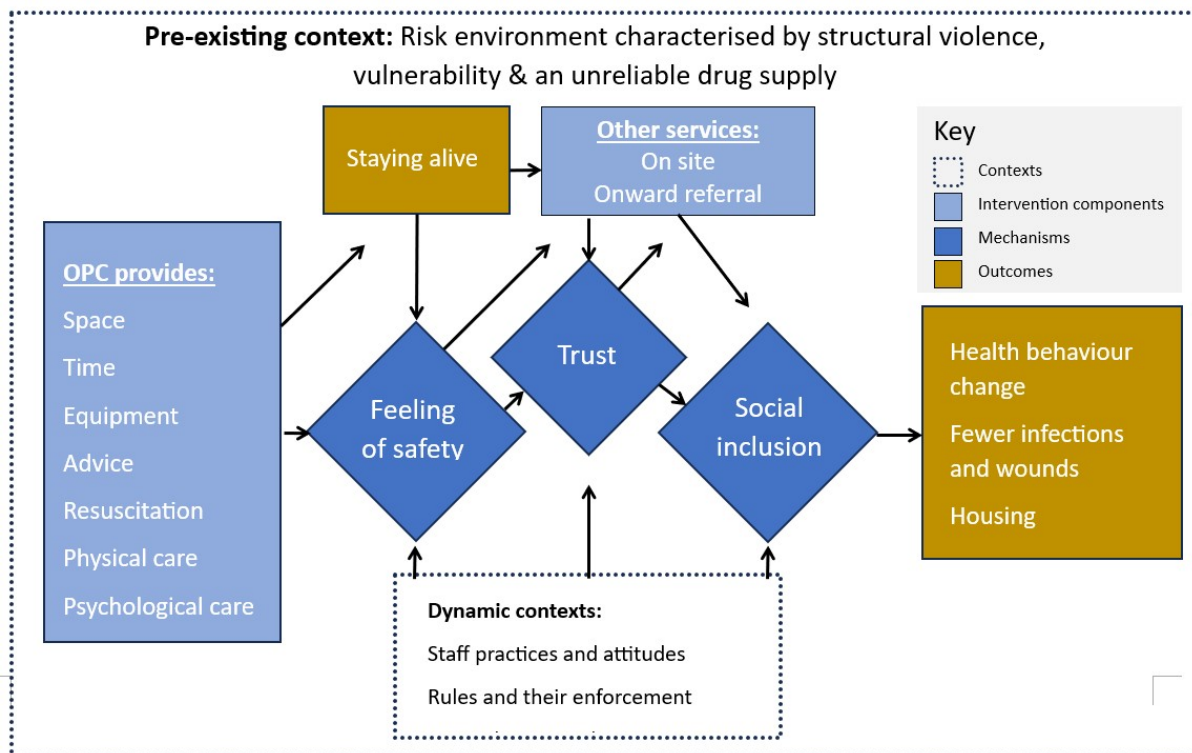 Pre-existing context: Risk environment characterised by structural violence,
vulnerability & an unreliable drug supply
Staying alive
Other services:
On site
Onward referral
Key
Contexts
Intervention components
Mechanisms
Outcomes
OPC provides:
Space
Time
Equipment
Advice
Resuscitation
Physical care
Psychological care
Feeling
of safety
Trust
Social
inclusion
Health behaviour
change
Fewer infections
and wounds
Housing
Dynamic contexts:
Staff practices and attitudes
Rules and their enforcement